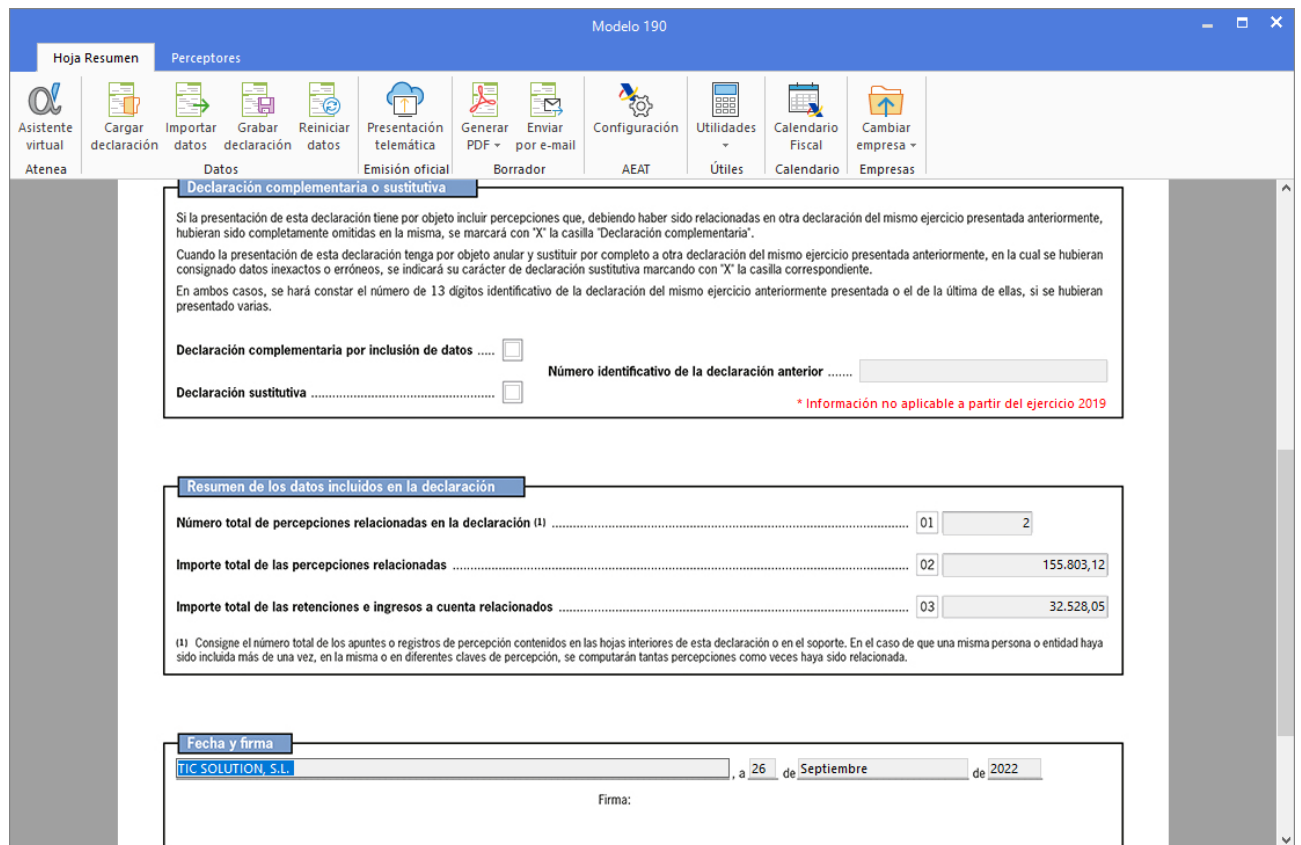 Modelo 190
Hoja Resumen Perceptores
Asistente virtual
Cargar declaración
Importar datos
Grabar declaración
Reiniciar datos
Presentación telemática
Generar PDF
Enviar por e-mail
Configuración
Utilidades
Calendario Fiscal
Cambiar empresa
Atenea Datos Emisión oficial Borrador AEAT Útiles Calendario Empresas
Declaración complementaria o sustitutiva
Si la presentación de esta declaración tiene por objeto incluir percepciones que, debiendo haber sido relacionadas en otra declaración del mismo ejercicio presentada anteriormente,
hubieran sido completamente omitidas en la misma, se marcará con "X" la casilla "Declaración complementaria".
Cuando la presentación de esta declaración tenga por objeto anular y sustituir por completo a otra declaración del mismo ejercicio presentada anteriormente, en la cual se hubieran
consignado datos inexactos o erróneos, se indicará su carácter de declaración sustitutiva marcando con "X" la casilla correspondiente.
En ambos casos, se hará constar el número de 13 dígitos identificativo de la declaración del mismo ejercicio anteriormente presentada o el de la última de ellas, si se hubieran
presentado varias.
Declaración complementaria por inclusión de datos .....
Número identificativo de la declaración anterior .......
Declaración sustitutiva ....................................................
* Información no aplicable a partir del ejercicio 2019
Resumen de los datos incluidos en la declaración
Número total de percepciones relacionadas en la declaración (1) .......... 01 2
Importe total de las percepciones relacionadas .......... 02 155.803,12
Importe total de las retenciones e ingresos a cuenta relacionados .......... 03 32.528,05
(1) Consigne el número total de los apuntes o registros de percepción contenidos en las hojas interiores de esta declaración o en el soporte. En el caso de que una misma persona o entidad haya
sido incluida más de una vez, en la misma o en diferentes claves de percepción, se computarán tantas percepciones como veces haya sido relacionada.
Fecha y firma
TIC SOLUTION, S.L. , a 26 de Septiembre de 2022
Firma: